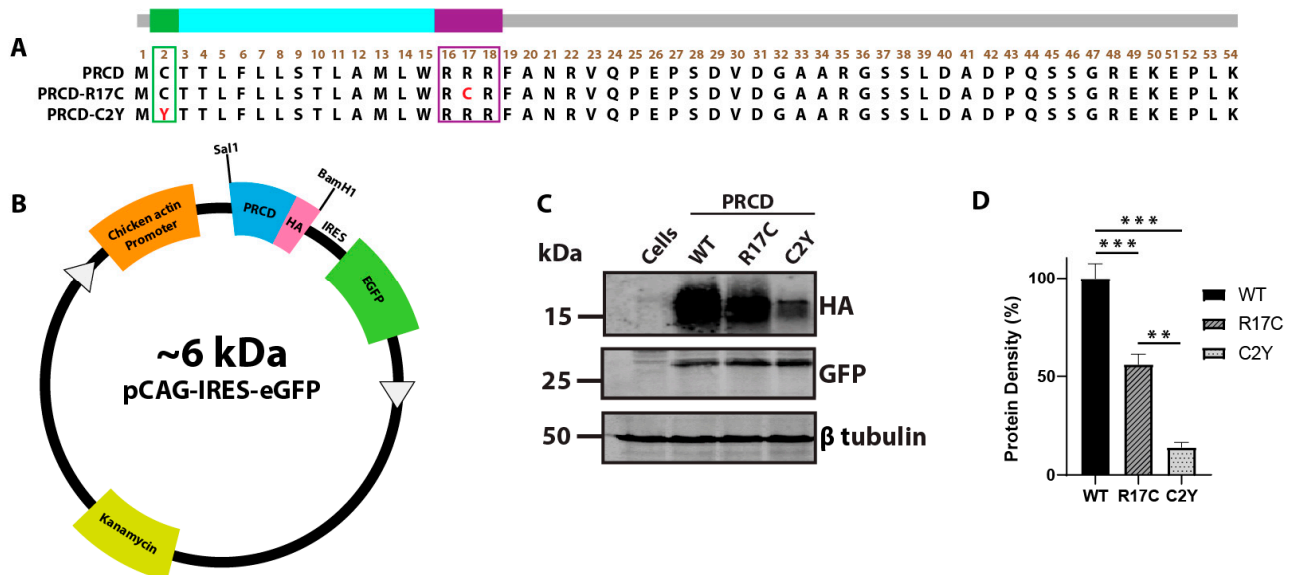 A
1 2 3 4 5 6 7 8 9 10 11 12 13 14 15 16 17 18 19 20 21 22 23 24 25 26 27 28 29 30 31 32 33 34 35 36 37 38 39 40 41 42 43 44 45 46 47 48 49 50 51 52 53 54
PRCD M C T T L F L L S T L A M L W R R R F A N R V Q P E P S D V D G A A R G S S L D A D P Q S S G R E K E P L K
PRCD-R17C M C T T L F L L S T L A M L W R C R F A N R V Q P E P S D V D G A A R G S S L D A D P Q S S G R E K E P L K
PRCD-C2Y M Y T T L F L L S T L A M L W R R R F A N R V Q P E P S D V D G A A R G S S L D A D P Q S S G R E K E P L K
B
Sal1
BamH1
Chicken actin
Promoter
PRCD
HA
IRES
EGFP
~6 kDa
pCAG-IRES-eGFP
Kanamycin
C
PRCD
kDa
Cells
WT
R17C
C2Y
15
HA
25
GFP
50
β tubulin
D
Protein Density (%)
100
50
0
***
***
**
WT
R17C
C2Y
WT R17C C2Y